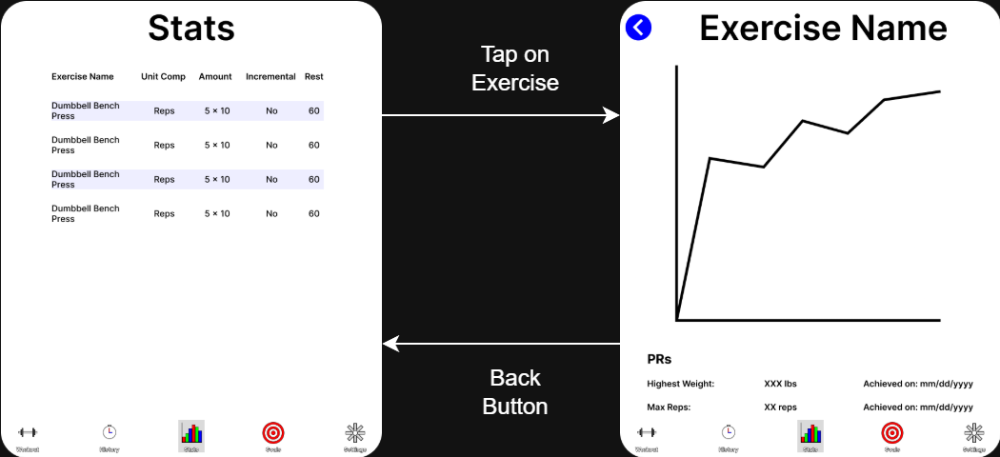 Stats
Exercise Name Unit Comp Amount Incremental Rest
Dumbbell Bench
Press
Reps 5 × 10 No 60
Dumbbell Bench
Press
Reps 5 × 10 No 60
Dumbbell Bench
Press
Reps 5 × 10 No 60
Dumbbell Bench
Press
Reps 5 × 10 No 60
Workout History Stats Goals Settings
Tap on
Exercise
Back
Button
Exercise Name
PRs
Highest Weight: XXX lbs Achieved on: mm/dd/yyyy
Max Reps: XX reps Achieved on: mm/dd/yyyy
Workout History Stats Goals Settings